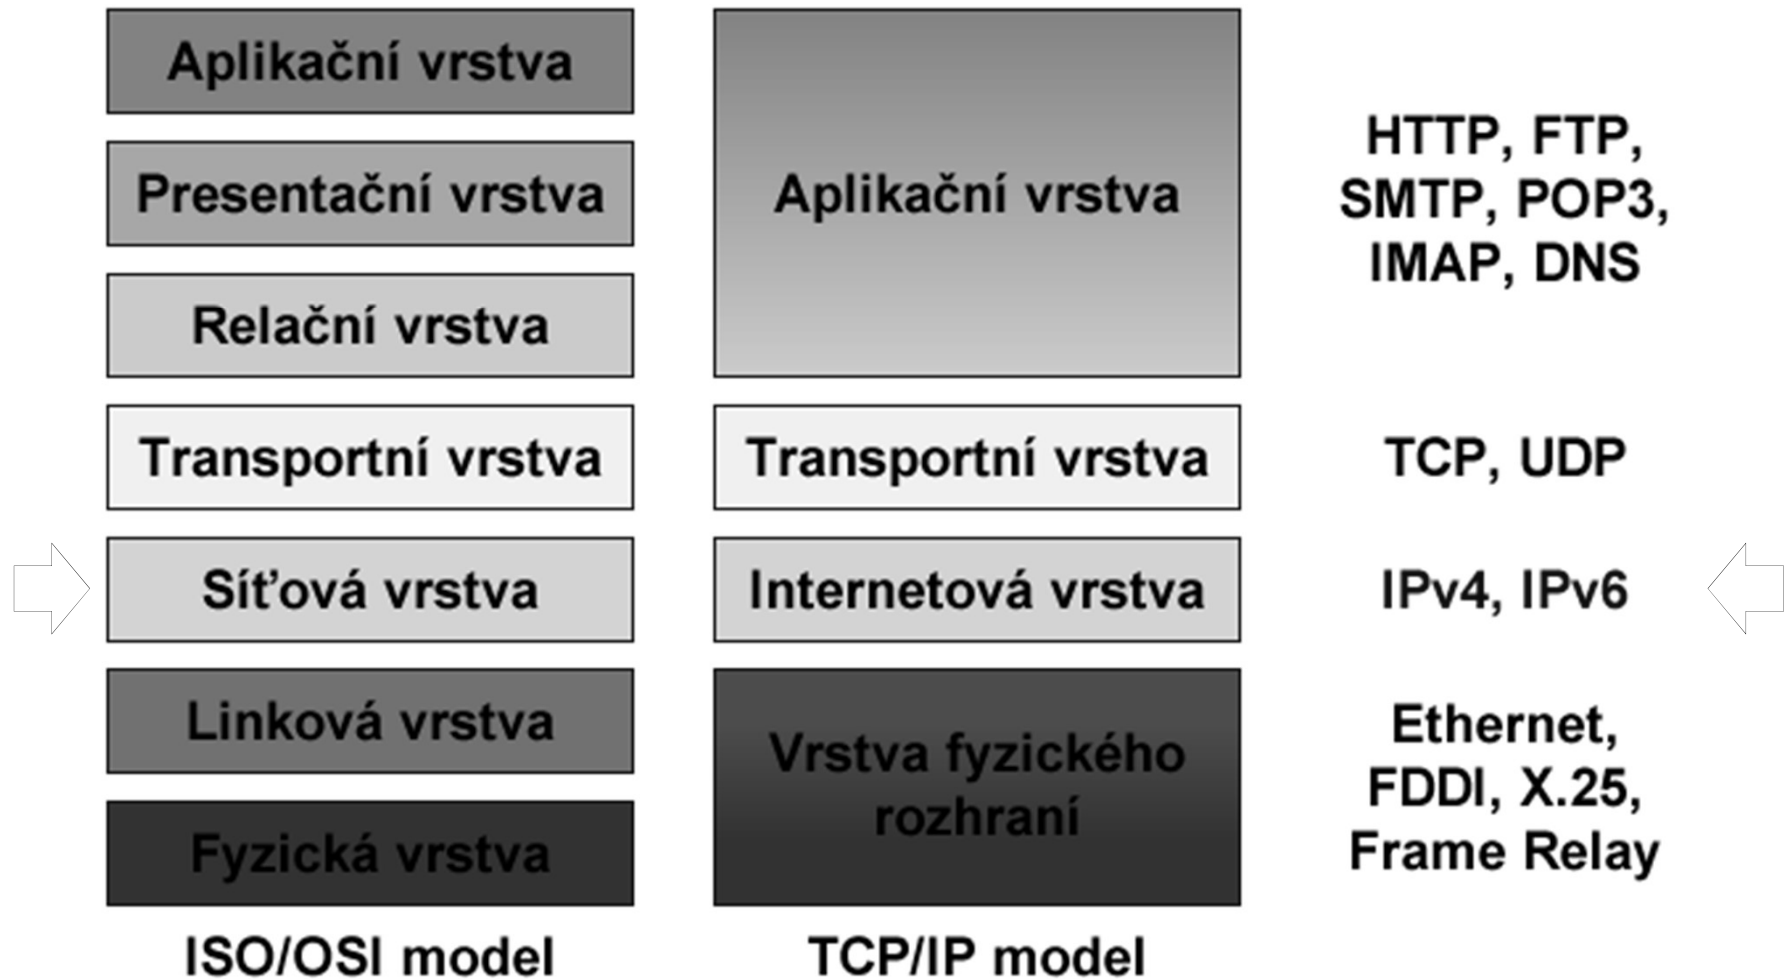 Aplikační vrstva
Presentační vrstva
Relační vrstva
Transportní vrstva
Síťová vrstva
Linková vrstva
Fyzická vrstva
ISO/OSI model
Aplikační vrstva
Transportní vrstva
Internetová vrstva
Vrstva fyzického
rozhraní
TCP/IP model
HTTP, FTP,
SMTP, POP3,
IMAP, DNS
TCP, UDP
IPv4, IPv6
Ethernet,
FDDI, X.25,
Frame Relay